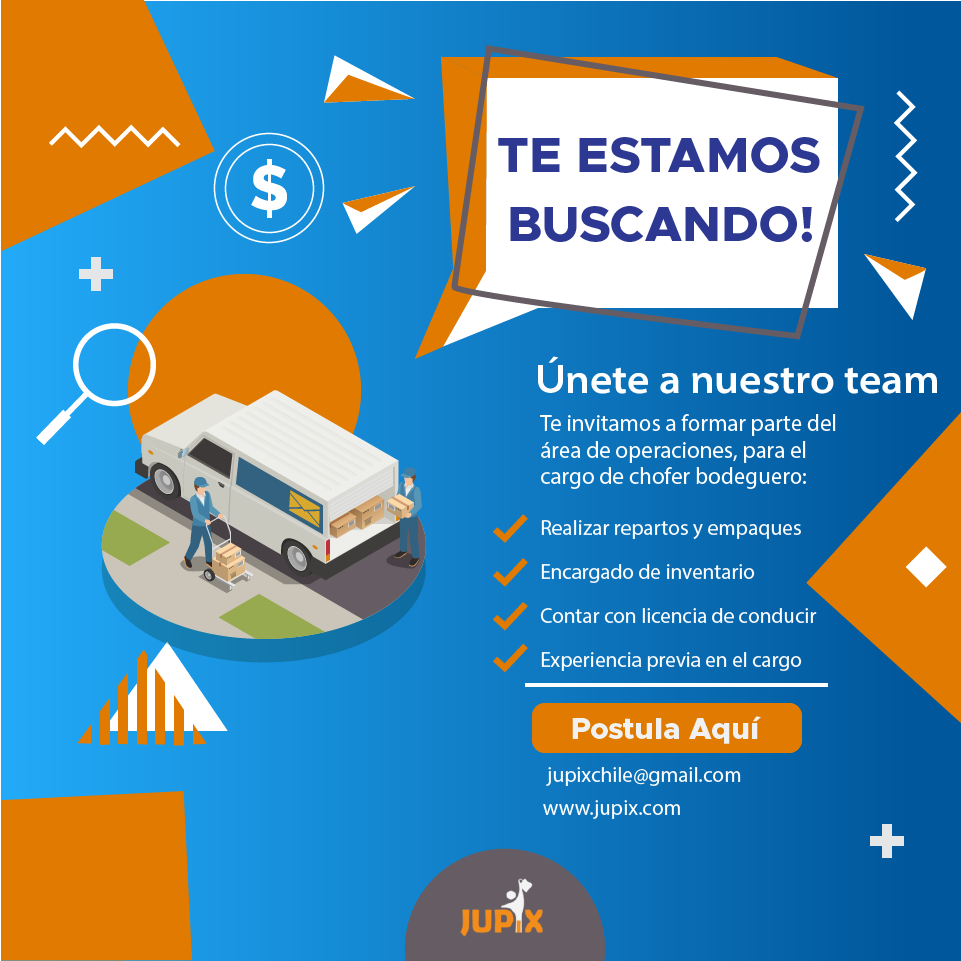 $
TE ESTAMOS
BUSCANDO!
Únete a nuestro team
Te invitamos a formar parte del
área de operaciones, para el
cargo de chofer bodeguero:
Realizar repartos y empaques
Encargado de inventario
Contar con licencia de conducir
Experiencia previa en el cargo
Postula Aquí
jupixchile@gmail.com
www.jupix.com
JUPIX